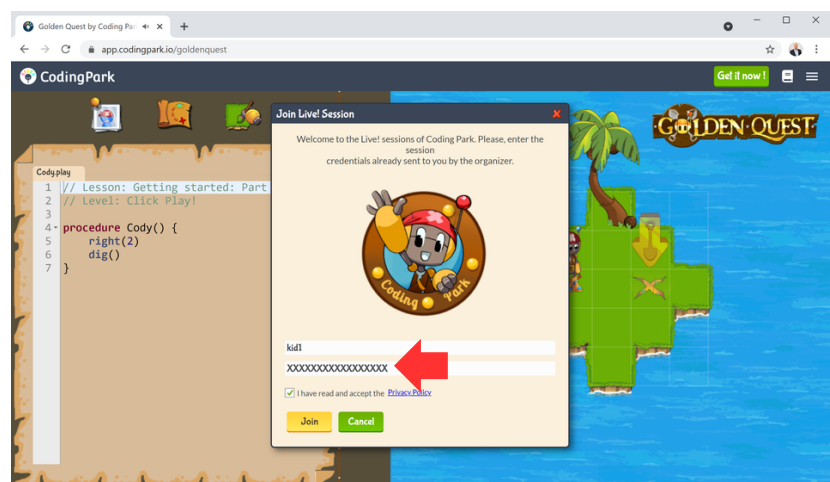 Golden Quest by Coding Par
app.codingpark.io/goldenquest
CodingPark
Get it now!
Join Live! Session
Welcome to the Live! sessions of Coding Park. Please, enter the
session
credentials already sent to you by the organizer.
GOLDEN QUEST
Cody.play
1 // Lesson: Getting started: Part
2 // Level: Click Play!
3
4 procedure Cody() {
5 right(2)
6 dig()
7 }
Coding Park
kid1
XXXXXXXXXXXXXXXXX
I have read and accept the Privacy Policy
Join
Cancel